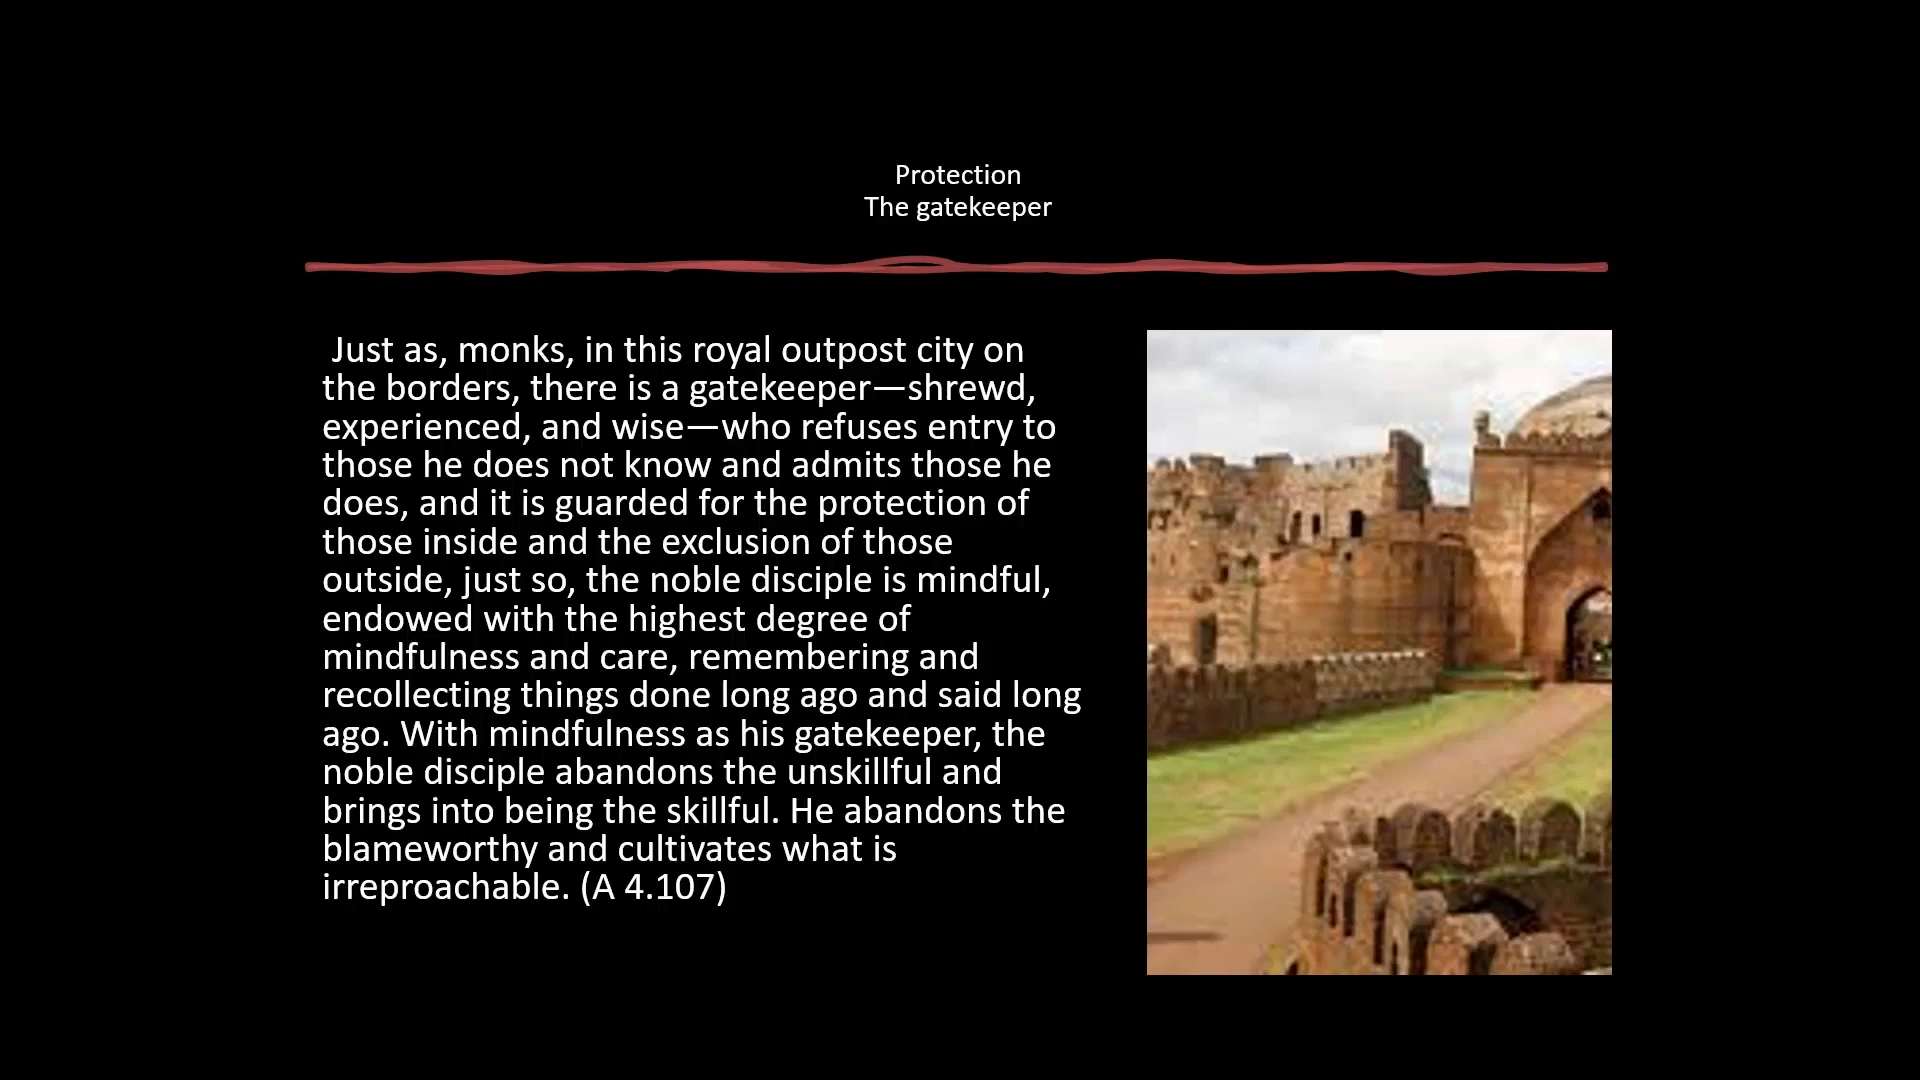 Protection
The gatekeeper
Just as, monks, in this royal outpost city on
the borders, there is a gatekeeper—shrewd,
experienced, and wise—who refuses entry to
those he does not know and admits those he
does, and it is guarded for the protection of
those inside and the exclusion of those
outside, just so, the noble disciple is mindful,
endowed with the highest degree of
mindfulness and care, remembering and
recollecting things done long ago and said long
ago. With mindfulness as his gatekeeper, the
noble disciple abandons the unskillful and
brings into being the skillful. He abandons the
blameworthy and cultivates what is
irreproachable. (A 4.107)